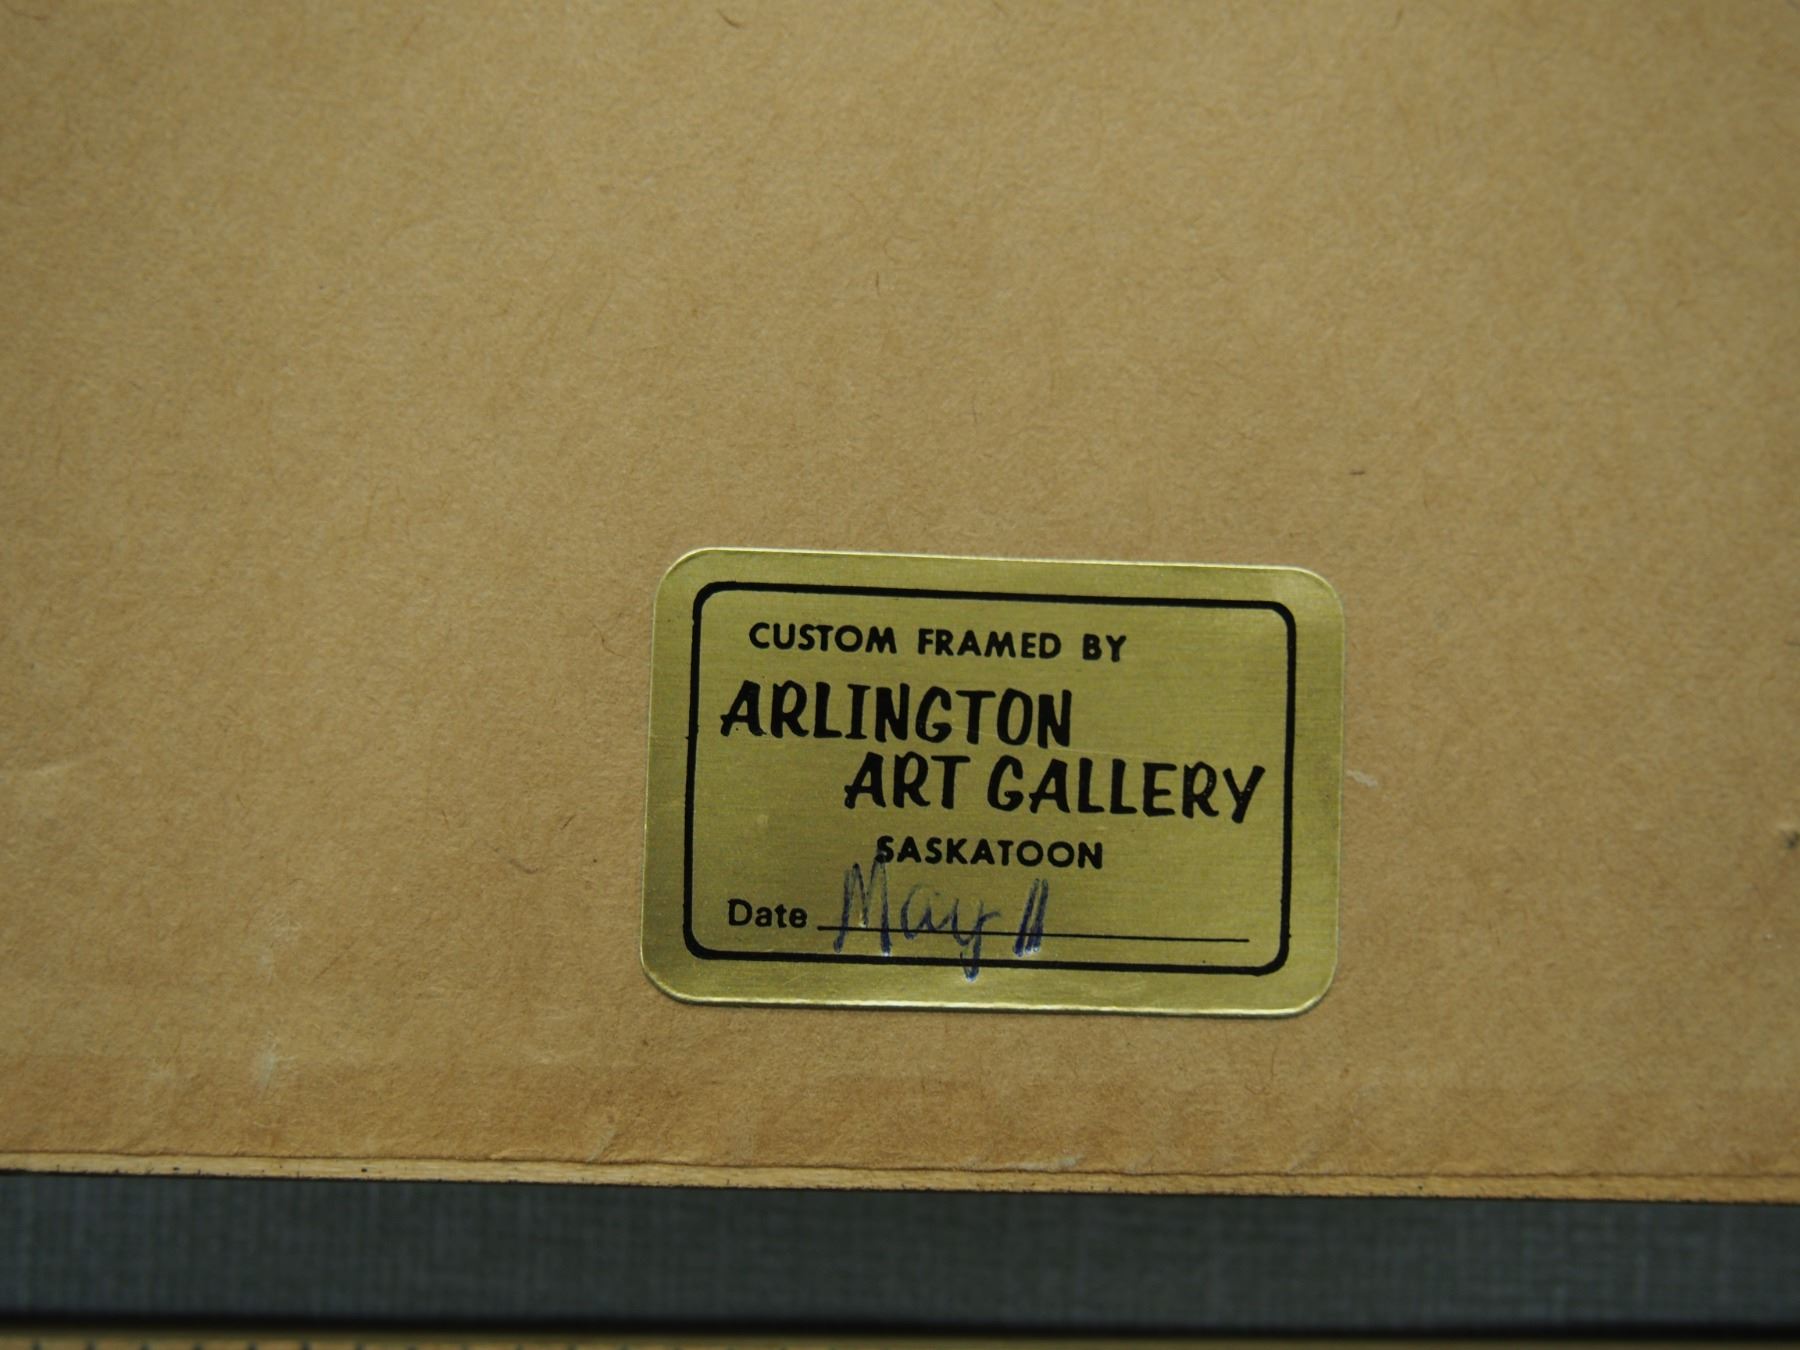 CUSTOM FRAMED BY
ARLINGTON
ART GALLERY
SASKATOON
Date May 11